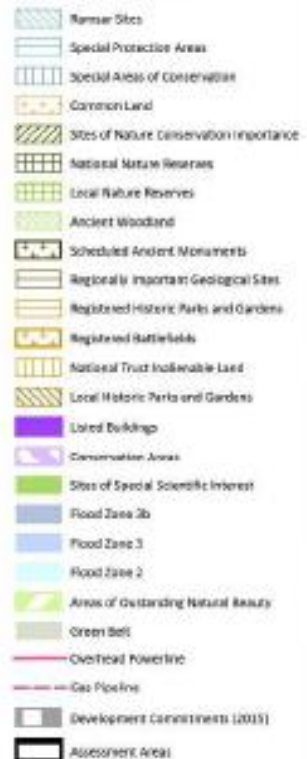 Ramsar Sites
Special Protection Areas
Special Areas of Conservation
Common Land
Sites of Nature Conservation Importance
National Nature Reserves
Local Nature Reserves
Ancient Woodland
Scheduled Ancient Monuments
Regionally Important Geological Sites
Registered Historic Parks and Gardens
Registered Battlefields
National Trust Inalienable Land
Local Historic Parks and Gardens
Listed Buildings
Conservation Areas
Sites of Special Scientific Interest
Flood Zone 3b
Flood Zone 3
Flood Zone 2
Areas of Oustanding Natural Beauty
Green Belt
Overhead Powerline
Gas Pipeline
Development Commitments (2015)
Assessment Areas